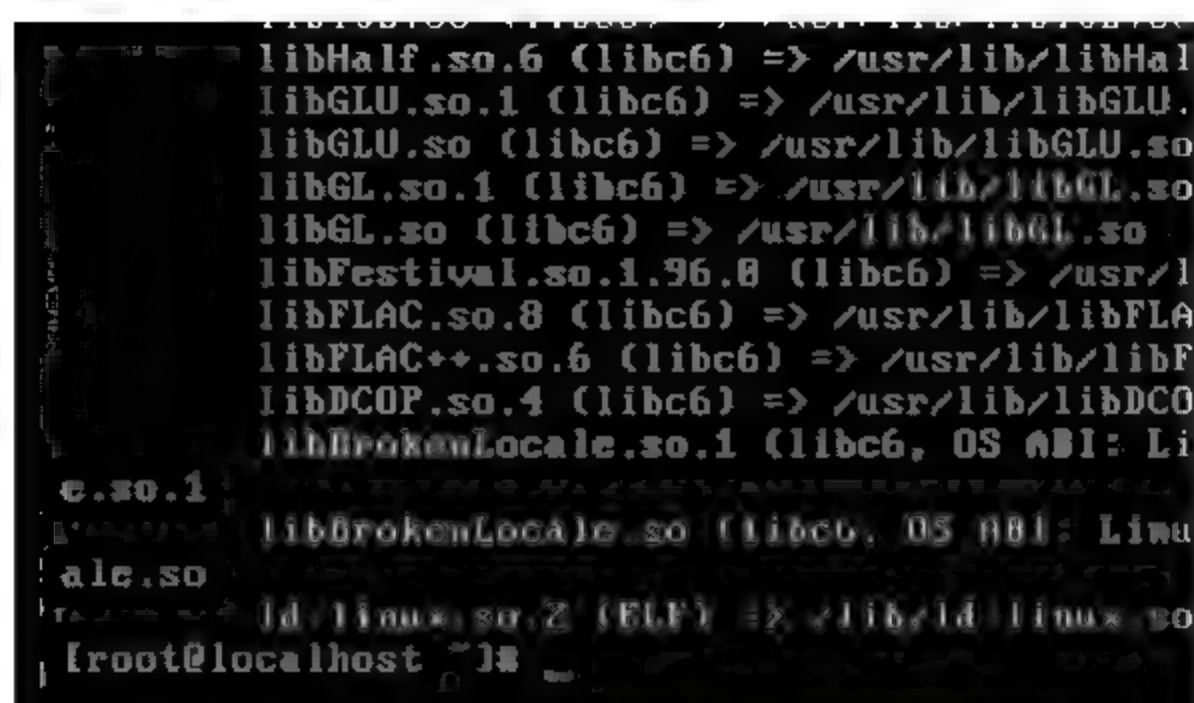 libHalf.so.6 (libc6) => /usr/lib/libHal
libGLU.so.1 (libc6) => /usr/lib/libGLU.
libGLU.so (libc6) => /usr/lib/libGLU.so
libGL.so.1 (libc6) => /usr/lib/libGL.so
libGL.so (libc6) => /usr/lib/libGL.so
libFestival.so.1.96.0 (libc6) => /usr/l
libFLAC.so.8 (libc6) => /usr/lib/libFLA
libFLAC++.so.6 (libc6) => /usr/lib/libF
libDCOP.so.4 (libc6) => /usr/lib/libDCO
libBrokenLocale.so.1 (libc6, OS ABI: Li
e.so.1
libBrokenLocale.so (libc6, OS ABI: Linu
ale.so
ld-linux.so.2 (ELF) => /lib/ld-linux.so
[root@localhost ~]# _